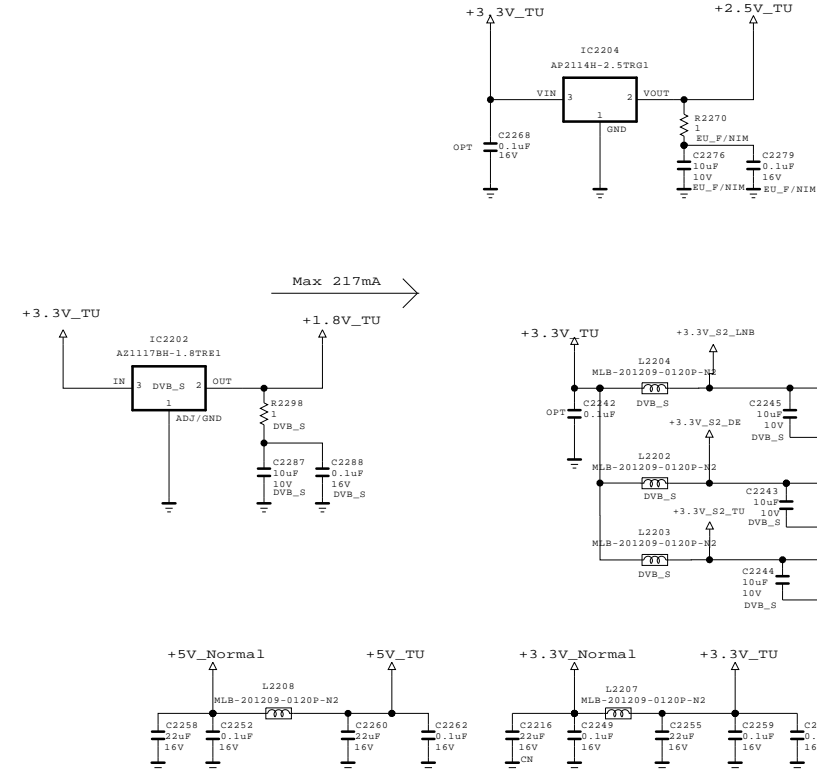 +3.3V_TU
+2.5V_TU
IC2204
AP2114H-2.5TRG1
VIN
3
2
VOUT
1
GND
R2270
1
EU_F/NIM
OPT
C2268
0.1uF
16V
C2276
10uF
10V
EU_F/NIM
C2279
0.1uF
16V
EU_F/NIM
Max 217mA
+3.3V_TU
+1.8V_TU
IC2202
AZ1117BH-1.8TRE1
IN
3
DVB_S
2
OUT
1
ADJ/GND
R2298
1
DVB_S
C2287
10uF
10V
DVB_S
C2288
0.1uF
16V
DVB_S
+3.3V_TU
+3.3V_S2_LNB
L2204
MLB-201209-0120P-N2
DVB_S
OPT
C2242
0.1uF
C2245
10uF
10V
DVB_S
+3.3V_S2_DE
L2202
MLB-201209-0120P-N2
DVB_S
C2243
10uF
10V
DVB_S
+3.3V_S2_TU
L2203
MLB-201209-0120P-N2
DVB_S
C2244
10uF
10V
DVB_S
+5V_Normal
+5V_TU
L2208
MLB-201209-0120P-N2
C2258
22uF
16V
C2252
0.1uF
16V
C2260
22uF
16V
C2262
0.1uF
16V
+3.3V_Normal
+3.3V_TU
L2207
MLB-201209-0120P-N2
C2216
22uF
16V
CN
C2249
0.1uF
16V
C2255
22uF
16V
C2259
0.1uF
16V